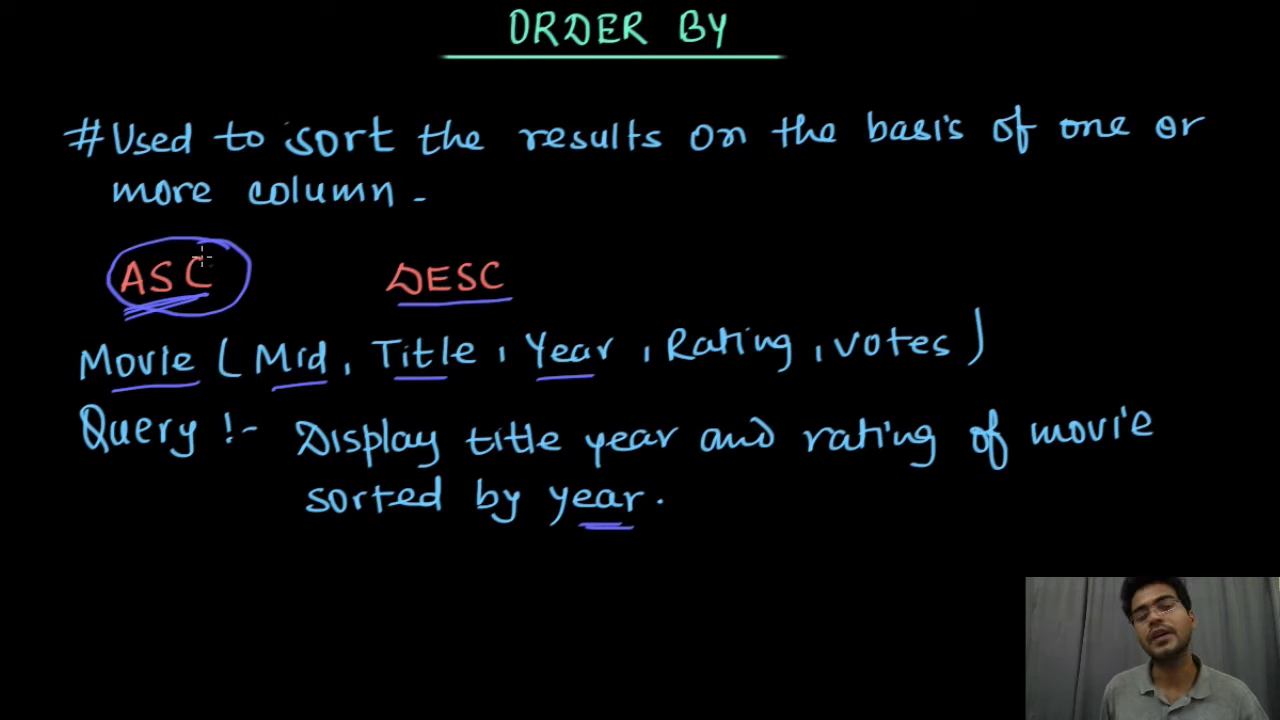 ORDER BY
# Used to sort the results on the basis of one or
more column -
ASC DESC
Movie ( Mid, Title, Year, Rating, votes )
Query :- Display title year and rating of movie
sorted by year.